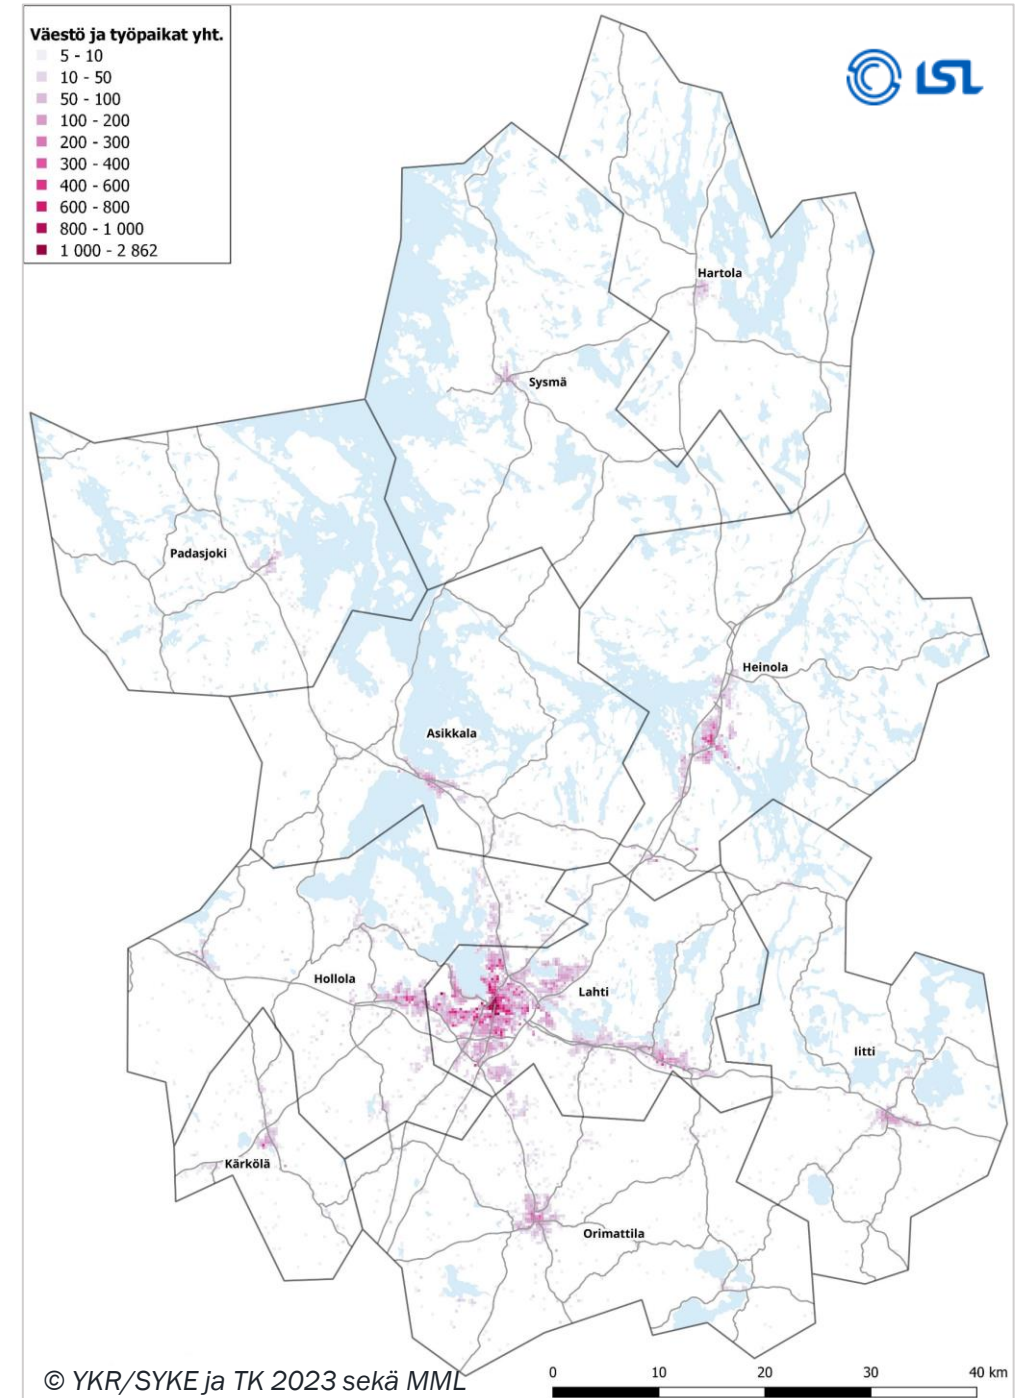 Väestö ja työpaikat yht.
5 - 10
10 - 50
50 - 100
100 - 200
200 - 300
300 - 400
400 - 600
600 - 800
800 - 1 000
1 000 - 2 862
LSL
Hartola
Sysmä
Padasjoki
Heinola
Asikkala
Hollola
Lahti
Iitti
Kärkölä
Orimattila
0 10 20 30 40 km
© YKR/SYKE ja TK 2023 sekä MML